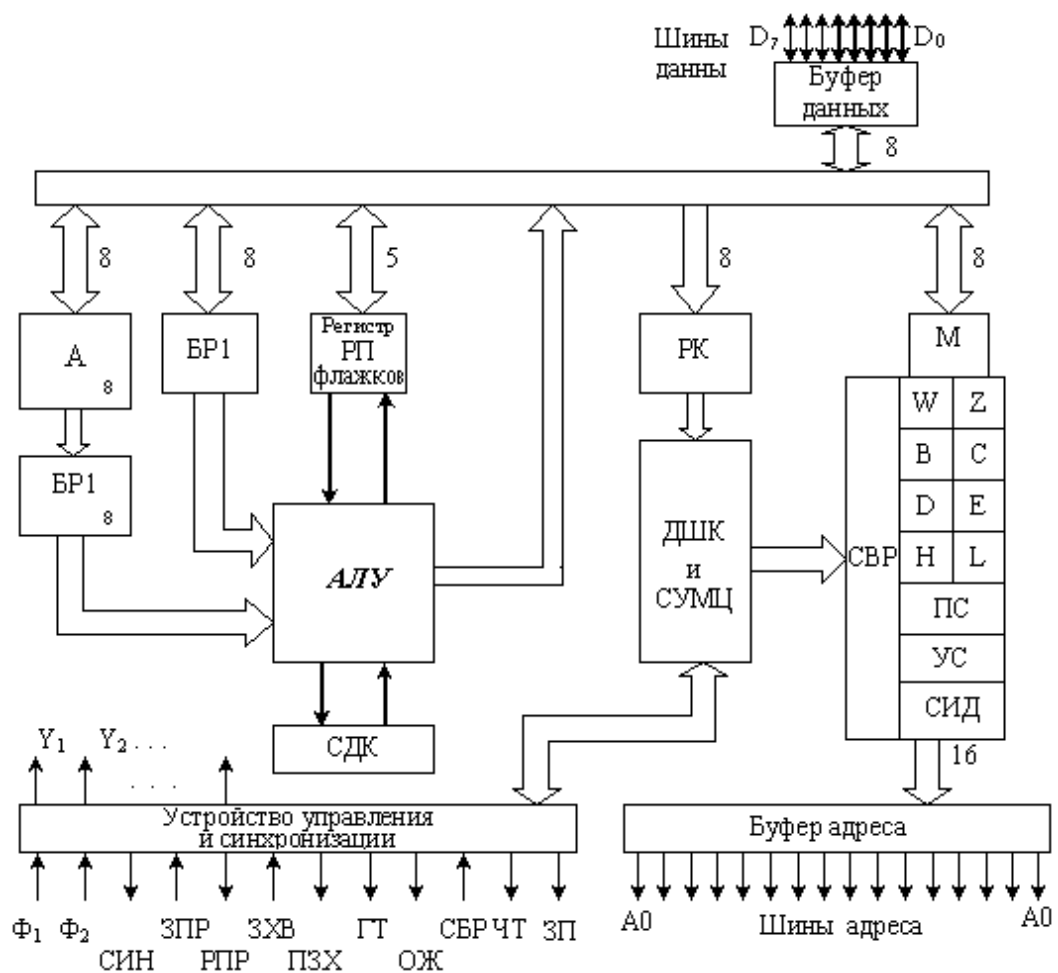 Шины D₇ D₀
данны
Буфер
данных
8
8
8
5
8
8
А
8
БР1
Регистр
РП
флажков
РК
М
БР1
8
W Z
B C
D E
H L
ПС
УС
СИД
СВР
АЛУ
ДШК
и
СУМЦ
СДК
Y₁ Y₂ . . .
. . .
16
Устройство управления
и синхронизации
Буфер адреса
Ф₁ Ф₂ СИН ЗПР РПР ЗХВ ПЗХ ГТ ОЖ СБР ЧТ ЗП
А0 Шины адреса А0